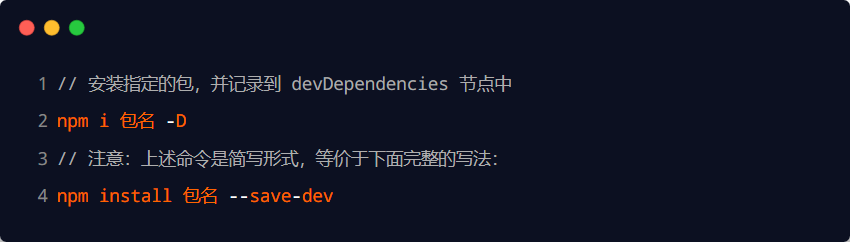 1 // 安装指定的包，并记录到 devDependencies 节点中
2 npm i 包名 -D
3 // 注意：上述命令是简写形式，等价于下面完整的写法：
4 npm install 包名 --save-dev